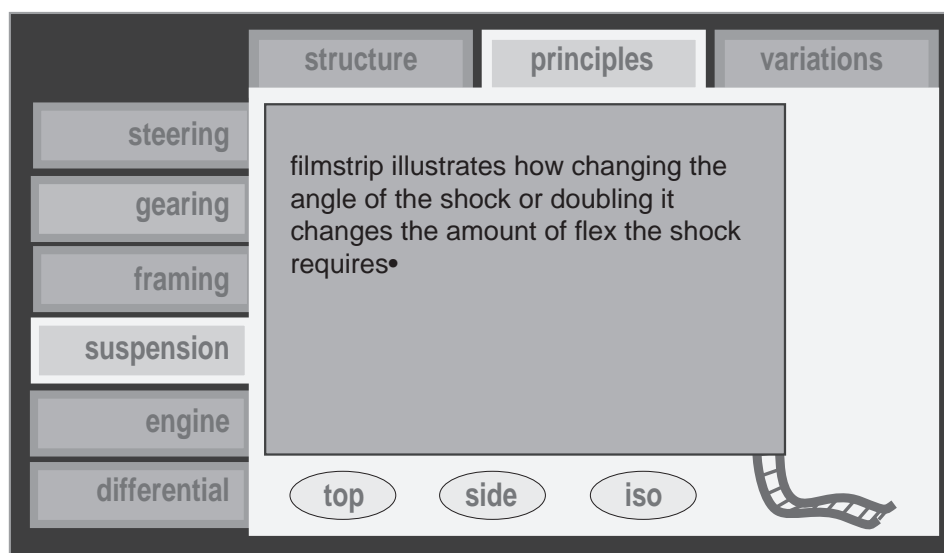 structure
principles
variations
steering
gearing
framing
suspension
engine
differential
filmstrip illustrates how changing the
angle of the shock or doubling it
changes the amount of flex the shock
requires•
top
side
iso